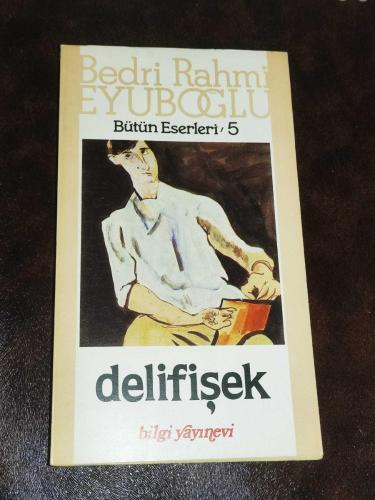 Bedri Rahmi
EYUBOĞLU
Bütün Eserleri / 5
delifişek
bilgi yayınevi